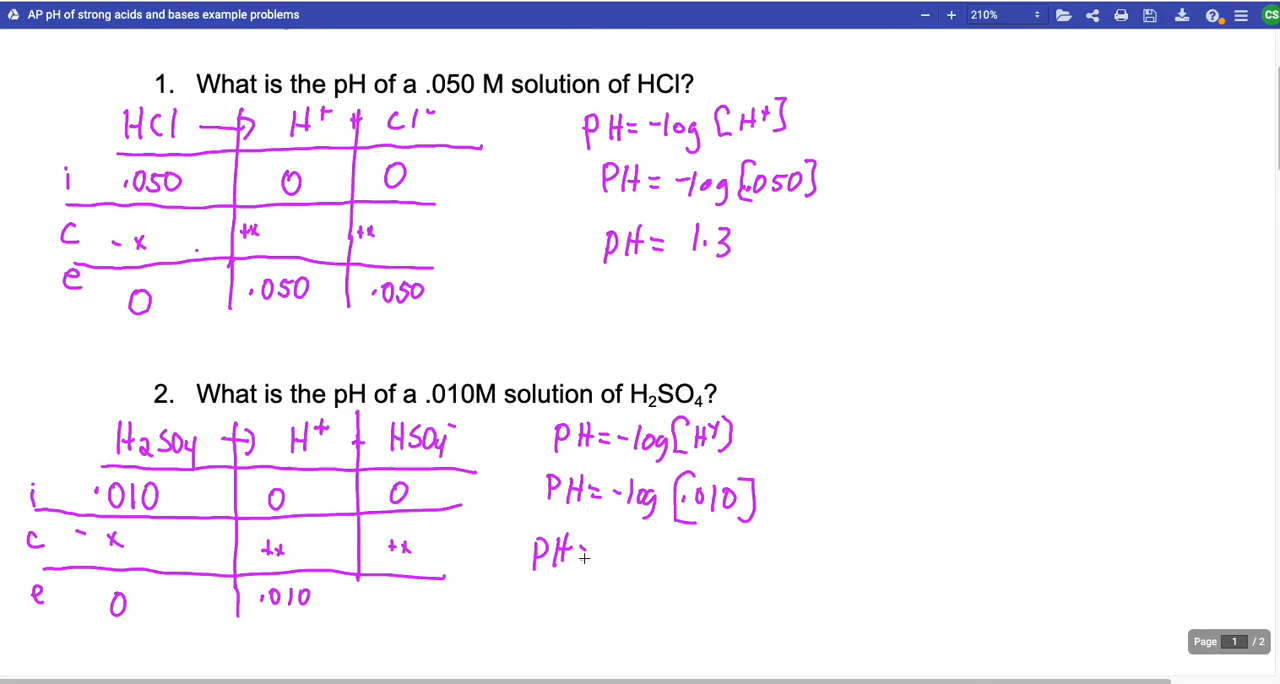 AP pH of strong acids and bases example problems
210%
CS
1. What is the pH of a .050 M solution of HCl?
HCl → H⁺ + Cl⁻
i .050 0 0
c -x . +x +x
e 0 .050 .050
PH= -log [H⁺]
PH = -log[.050]
PH = 1.3
2. What is the pH of a .010M solution of H₂SO₄?
H₂SO₄ → H⁺ + HSO₄⁻
i .010 0 0
c -x +x +x
e 0 .010
PH= -log[H⁺]
PH= -log [.010]
PH=
Page 1 / 2